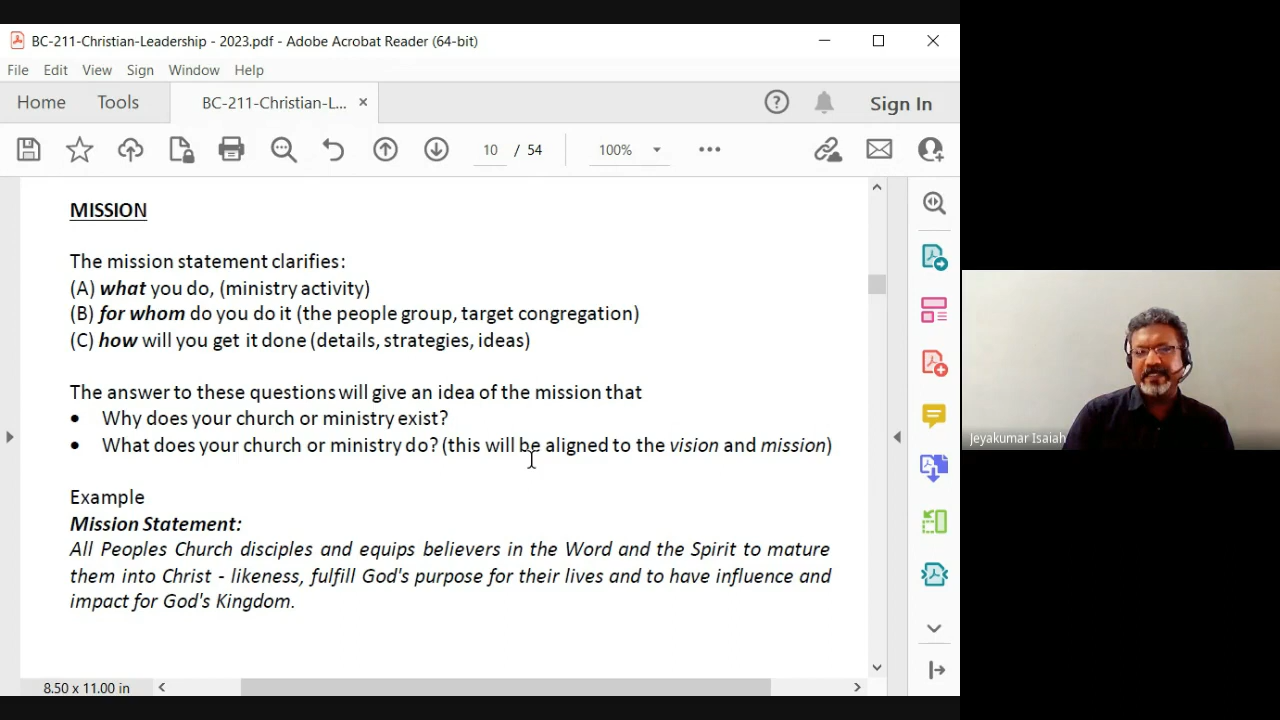 BC-211-Christian-Leadership - 2023.pdf - Adobe Acrobat Reader (64-bit)
File Edit View Sign Window Help
Home Tools BC-211-Christian-L... Sign In
10 / 54 100%
MISSION
The mission statement clarifies:
(A) what you do, (ministry activity)
(B) for whom do you do it (the people group, target congregation)
(C) how will you get it done (details, strategies, ideas)
The answer to these questions will give an idea of the mission that
• Why does your church or ministry exist?
• What does your church or ministry do? (this will be aligned to the vision and mission)
Example
Mission Statement:
All Peoples Church disciples and equips believers in the Word and the Spirit to mature
them into Christ - likeness, fulfill God's purpose for their lives and to have influence and
impact for God's Kingdom.
8.50 x 11.00 in
Jeyakumar Isaiah